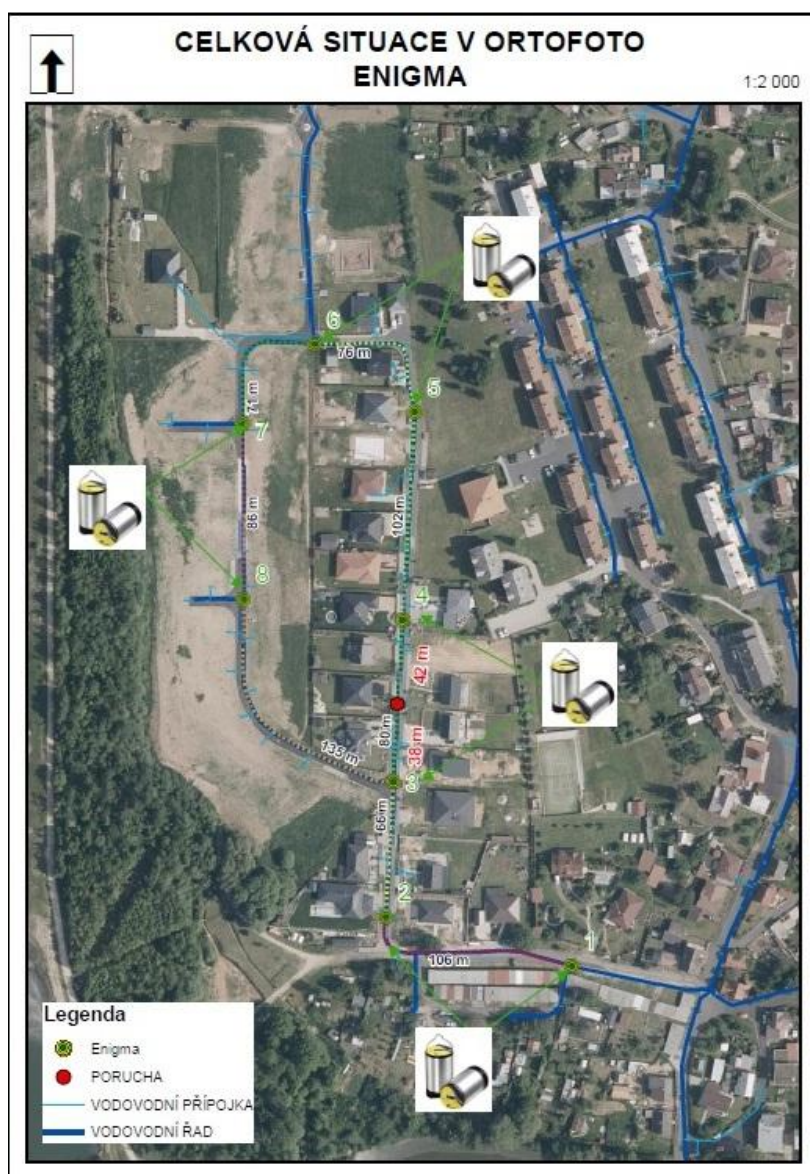 CELKOVÁ SITUACE V ORTOFOTO
ENIGMA
1:2 000
6
76 m
5
71 m
7
102 m
86 m
8
4
42 m
80 m
38 m
135 m
3
66 m
2
1
106 m
Legenda
Enigma
PORUCHA
VODOVODNÍ PŘÍPOJKA
VODOVODNÍ ŘAD